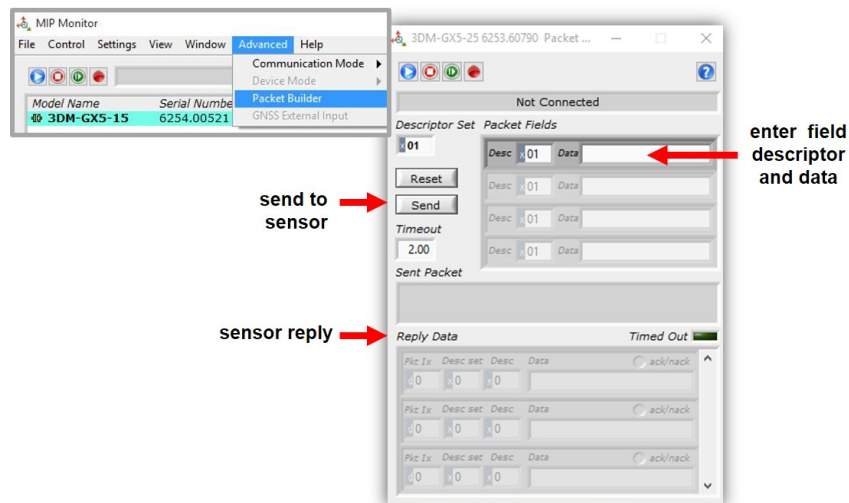 MIP Monitor
File Control Settings View Window Advanced Help
Communication Mode
Device Mode
Packet Builder
GNSS External Input
Model Name Serial Numbe
3DM-GX5-15 6254.00521
3DM-GX5-25 6253.60790 Packet ...
Not Connected
Descriptor Set Packet Fields
x 01
Desc x 01 Data
Reset
Desc x 01 Data
Send
Desc x 01 Data
Timeout
2.00
Desc x 01 Data
Sent Packet
Reply Data Timed Out
Pkt Ix Desc set Desc Data ack/nack
d 0 x 0 x 0
Pkt Ix Desc set Desc Data ack/nack
d 0 x 0 x 0
Pkt Ix Desc set Desc Data ack/nack
d 0 x 0 x 0
enter field
descriptor
and data
send to
sensor
sensor reply